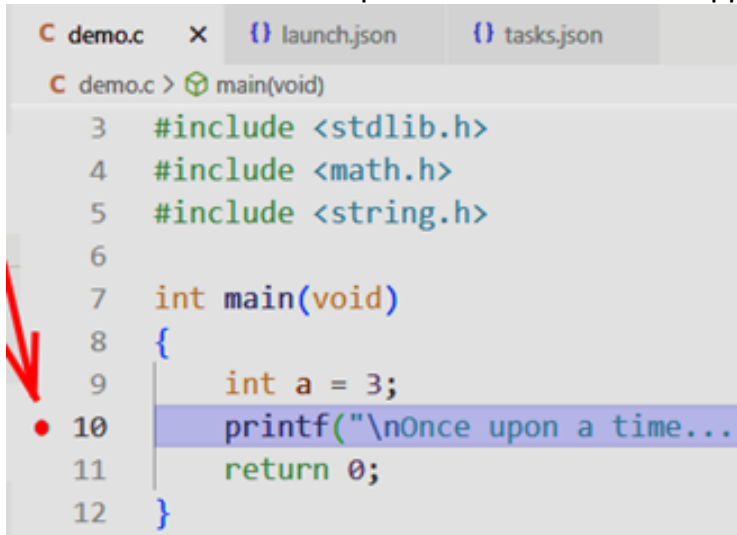 C demo.c X {} launch.json {} tasks.json
C demo.c > main(void)
3 #include <stdlib.h>
4 #include <math.h>
5 #include <string.h>
6
7 int main(void)
8 {
9 int a = 3;
10 printf("\nOnce upon a time...
11 return 0;
12 }